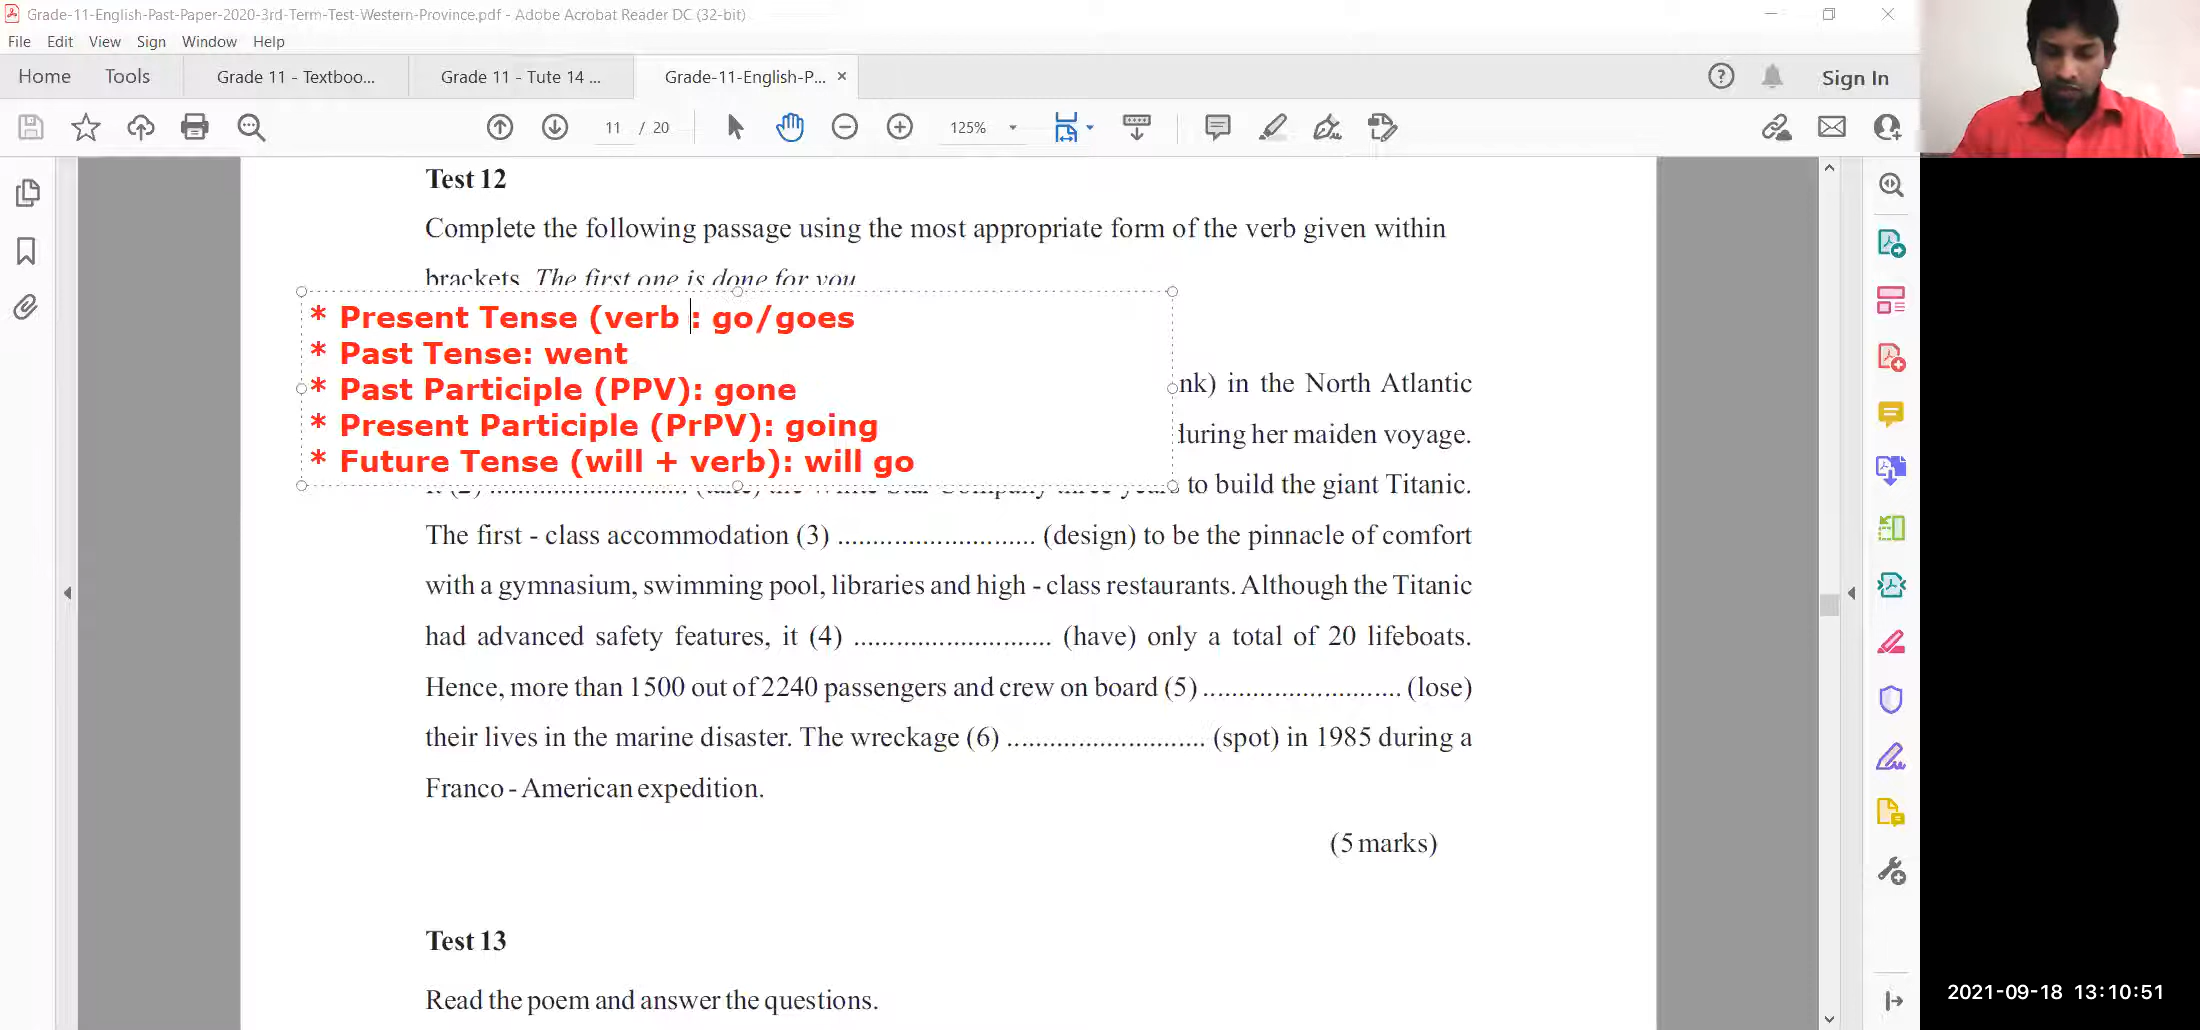 Grade-11-English-Past-Paper-2020-3rd-Term-Test-Western-Province.pdf - Adobe Acrobat Reader DC (32-bit)
File Edit View Sign Window Help
Home Tools Grade 11 - Textboo... Grade 11 - Tute 14 ... Grade-11-English-P... × Sign In
11 / 20 125%
Test 12
Complete the following passage using the most appropriate form of the verb given within
brackets. The first one is done for you
* Present Tense (verb : go/goes
* Past Tense: went
nk) in the North Atlantic
* Past Participle (PPV): gone
* Present Participle (PrPV): going
during her maiden voyage.
* Future Tense (will + verb): will go
It (2) ........................... (take) the White Star Company three years to build the giant Titanic.
The first - class accommodation (3) ............................ (design) to be the pinnacle of comfort
with a gymnasium, swimming pool, libraries and high - class restaurants. Although the Titanic
had advanced safety features, it (4) ............................ (have) only a total of 20 lifeboats.
Hence, more than 1500 out of 2240 passengers and crew on board (5) ............................ (lose)
their lives in the marine disaster. The wreckage (6) ............................ (spot) in 1985 during a
Franco - American expedition.
(5 marks)
Test 13
Read the poem and answer the questions.
2021-09-18 13:10:51